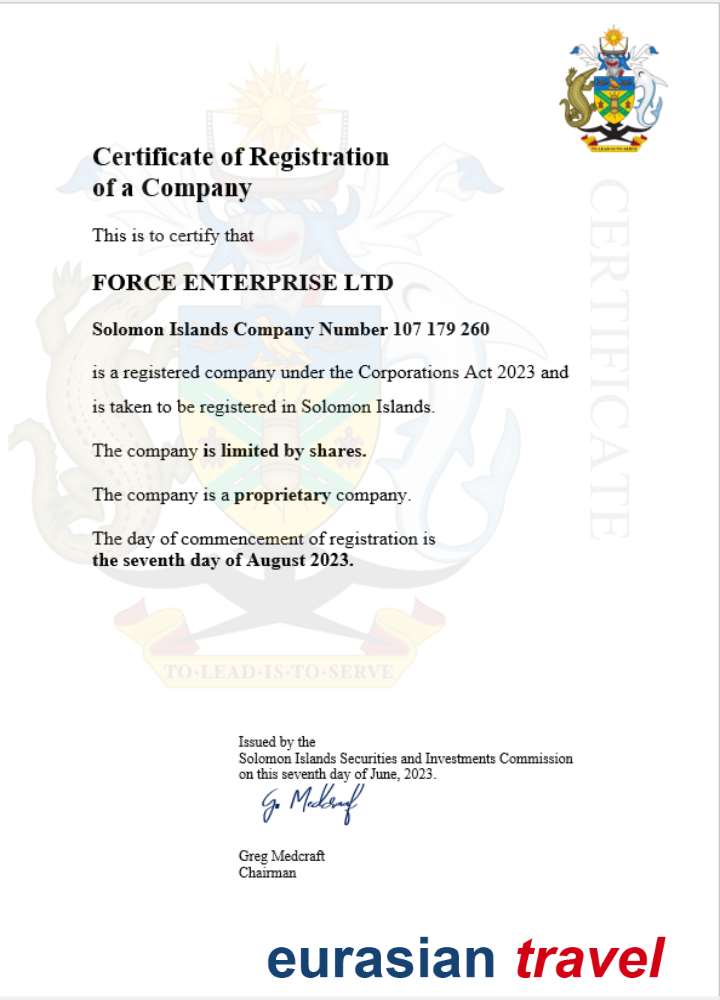 TO·LEAD·IS·TO·SERVE
CERTIFICATE
Certificate of Registration
of a Company
This is to certify that
FORCE ENTERPRISE LTD
Solomon Islands Company Number 107 179 260
is a registered company under the Corporations Act 2023 and
is taken to be registered in Solomon Islands.
The company is limited by shares.
The company is a proprietary company.
The day of commencement of registration is
the seventh day of August 2023.
TO·LEAD·IS·TO·SERVE
Issued by the
Solomon Islands Securities and Investments Commission
on this seventh day of June, 2023.
G. Medcraft
Greg Medcraft
Chairman
eurasian travel